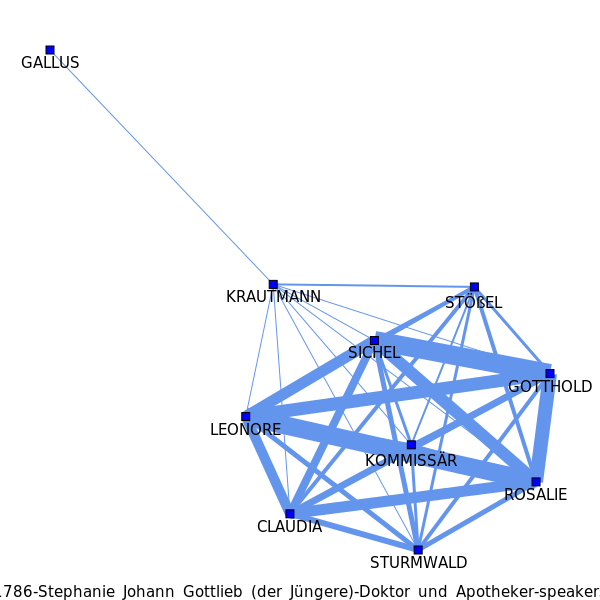 GALLUS
KRAUTMANN
STÖẞEL
SICHEL
GOTTHOLD
LEONORE
KOMMISSÄR
ROSALIE
CLAUDIA
STURMWALD
.786-Stephanie Johann Gottlieb (der Jüngere)-Doktor und Apotheker-speaker.